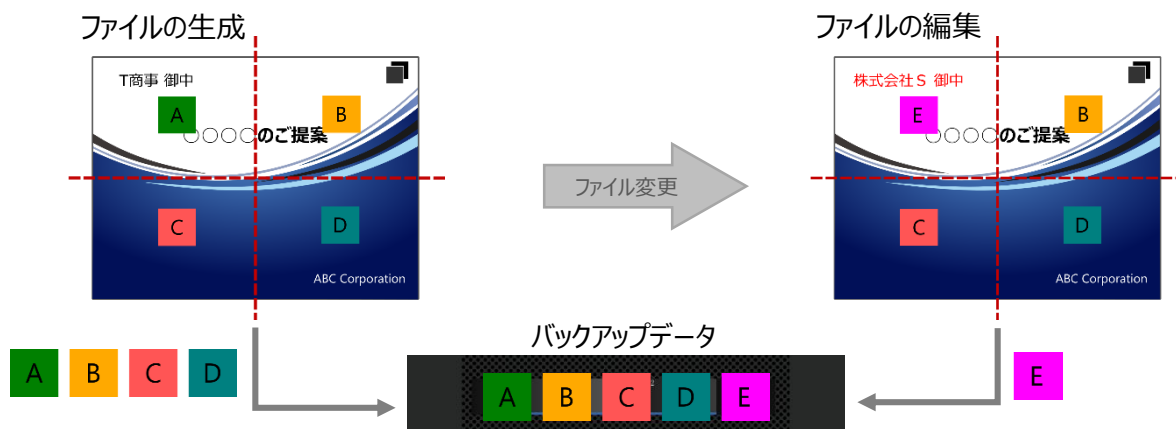 ファイルの生成
T商事 御中
A
B
○○○○のご提案
C
D
ABC Corporation
ファイル変更
ファイルの編集
株式会社S 御中
E
B
○○○○のご提案
C
D
ABC Corporation
A B C D
バックアップデータ
A B C D E
E